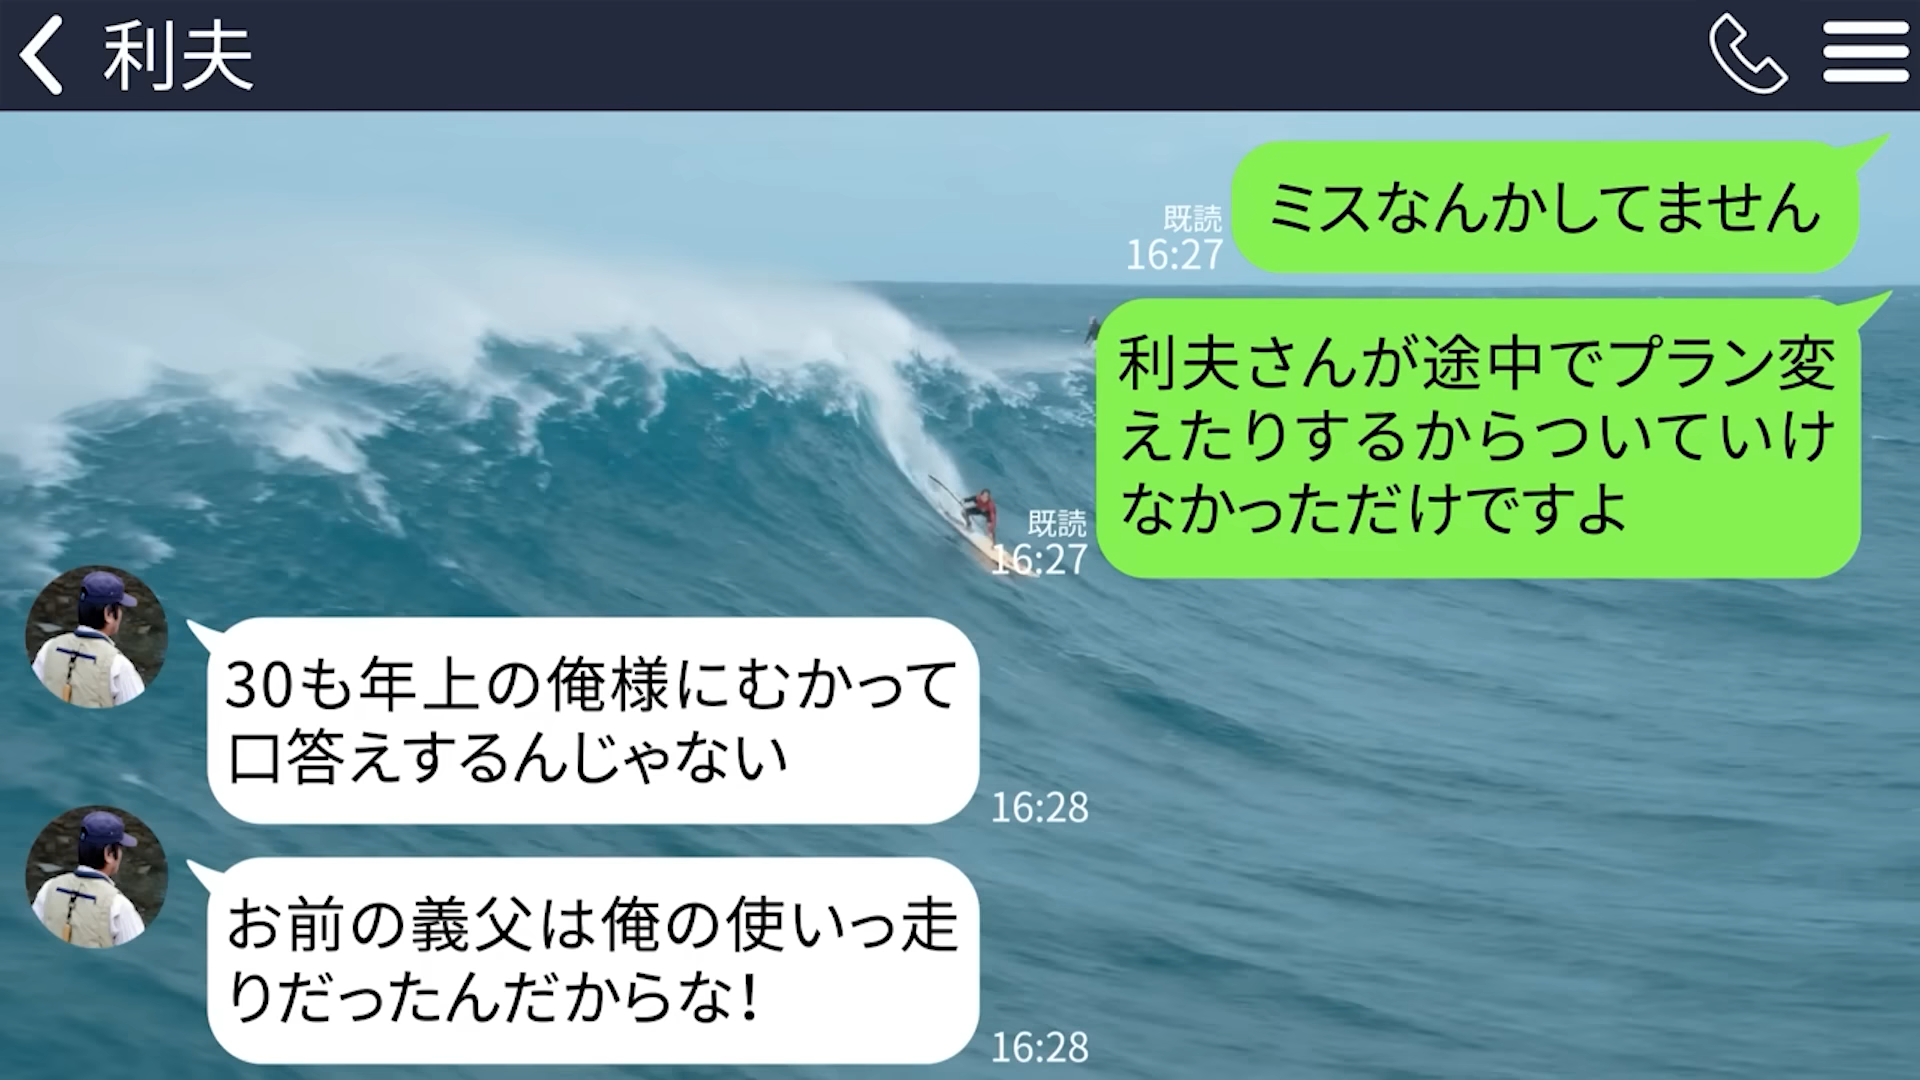 利夫
ミスなんかしてません
既読
16:27
利夫さんが途中でプラン変
えたりするからついていけ
なかっただけですよ
既読
16:27
30も年上の俺様にむかって
口答えするんじゃない
16:28
お前の義父は俺の使いっ走
りだったんだからな!
16:28